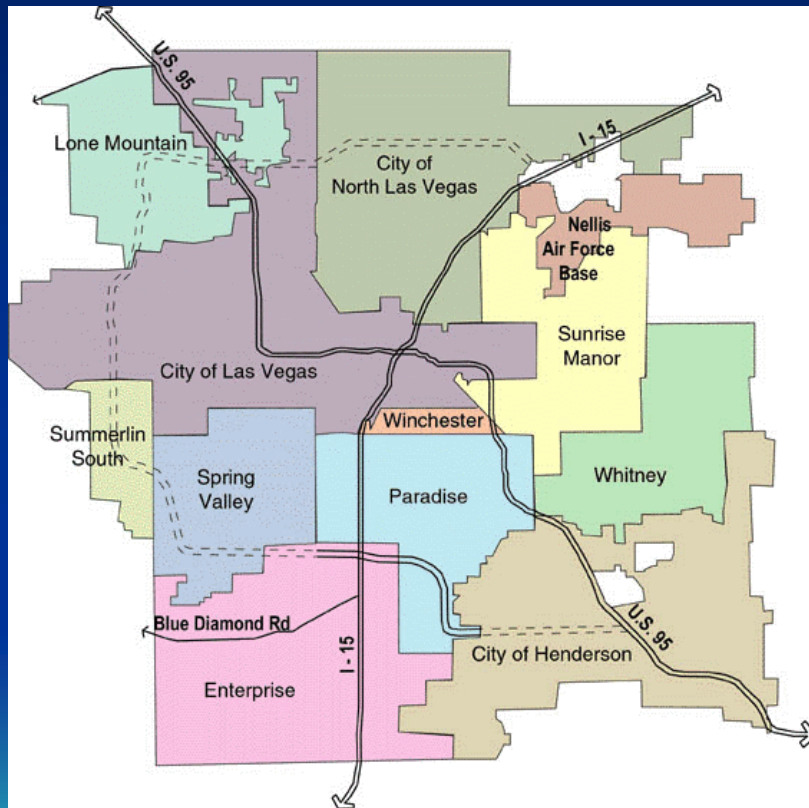 U.S. 95
I - 15
Lone Mountain
City of
North Las Vegas
Nellis
Air Force
Base
Sunrise
Manor
City of Las Vegas
Winchester
Summerlin
South
Spring
Valley
Paradise
Whitney
Blue Diamond Rd
U.S. 95
I - 15
City of Henderson
Enterprise